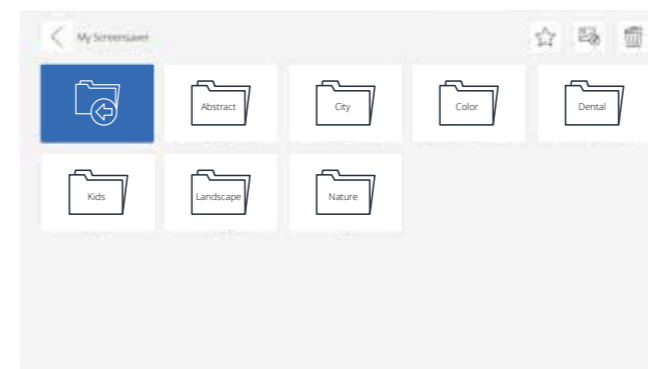 My Screensaver
Abstract
City
Color
Dental
Kids
Landscape
Nature